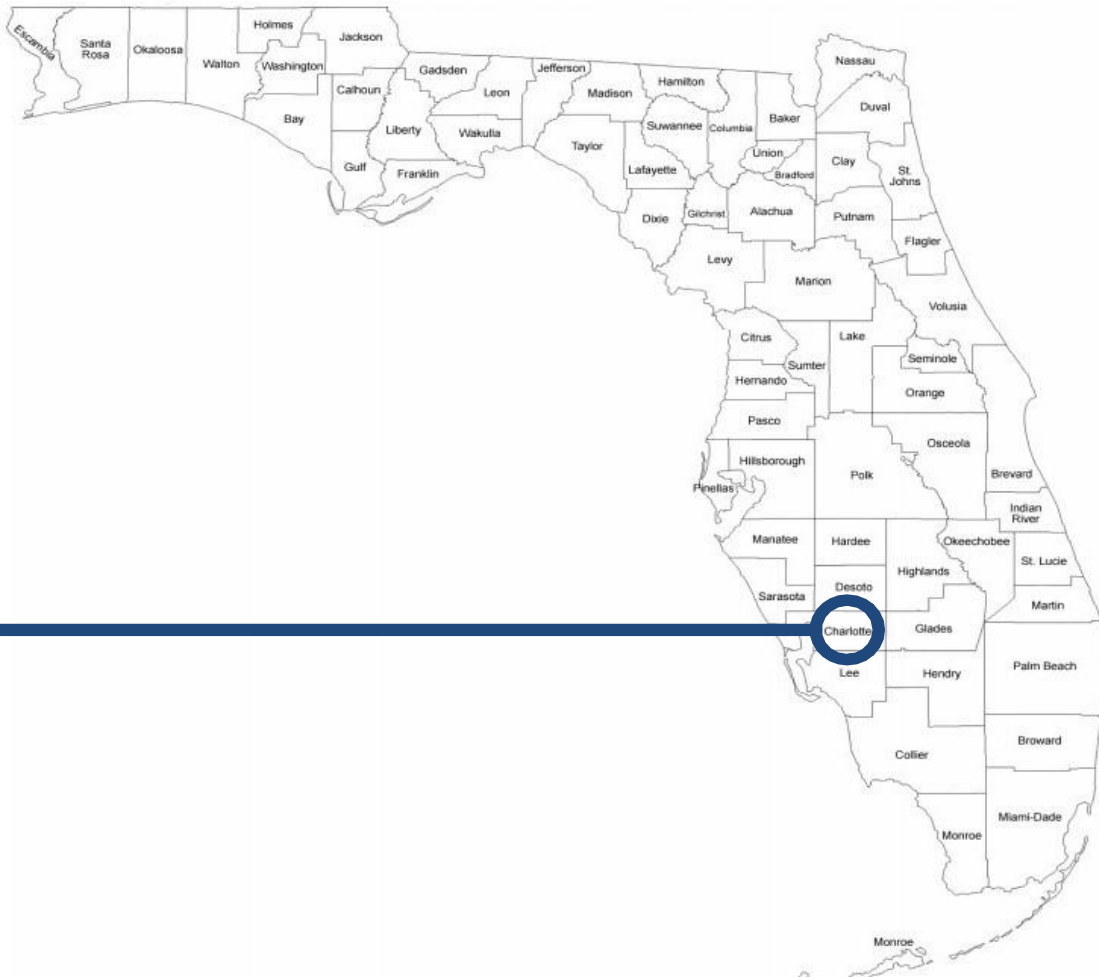 Escambia
Santa
Rosa
Okaloosa
Walton
Holmes
Washington
Jackson
Bay
Calhoun
Gulf
Liberty
Gadsden
Franklin
Leon
Wakulla
Jefferson
Madison
Taylor
Hamilton
Suwannee
Lafayette
Columbia
Dixie
Gilchrist
Baker
Union
Bradford
Alachua
Nassau
Duval
Clay
St.
Johns
Putnam
Flagler
Levy
Marion
Volusia
Citrus
Sumter
Lake
Seminole
Hernando
Orange
Pasco
Osceola
Hillsborough
Polk
Brevard
Pinellas
Indian
River
Manatee
Hardee
Okeechobee
Highlands
St. Lucie
Sarasota
Desoto
Martin
Charlotte
Glades
Lee
Hendry
Palm Beach
Collier
Broward
Monroe
Miami-Dade
Monroe